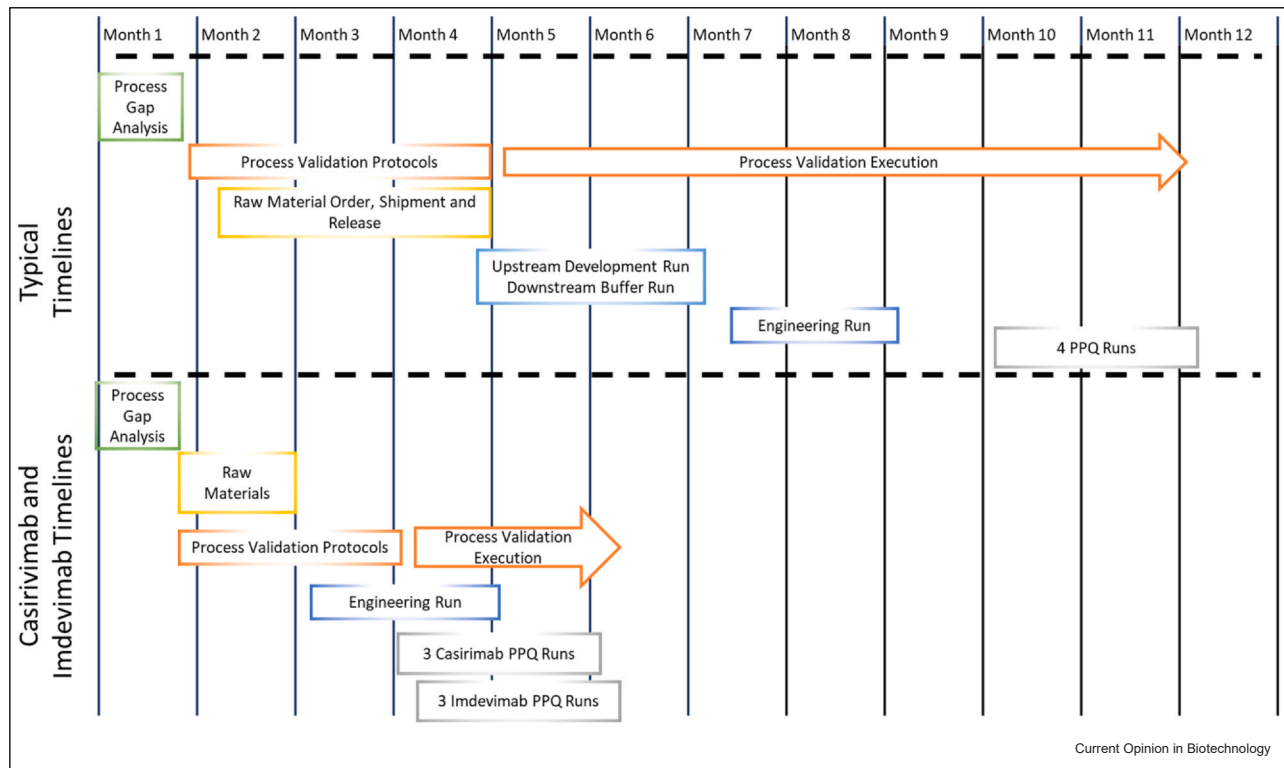 Month 1
Month 2
Month 3
Month 4
Month 5
Month 6
Month 7
Month 8
Month 9
Month 10
Month 11
Month 12
Typical
Timelines
Process
Gap
Analysis
Process Validation Protocols
Process Validation Execution
Raw Material Order, Shipment and
Release
Upstream Development Run
Downstream Buffer Run
Engineering Run
4 PPQ Runs
Casirivimab and
Imdevimab Timelines
Process
Gap
Analysis
Raw
Materials
Process Validation Protocols
Process Validation
Execution
Engineering Run
3 Casirimab PPQ Runs
3 Imdevimab PPQ Runs
Current Opinion in Biotechnology